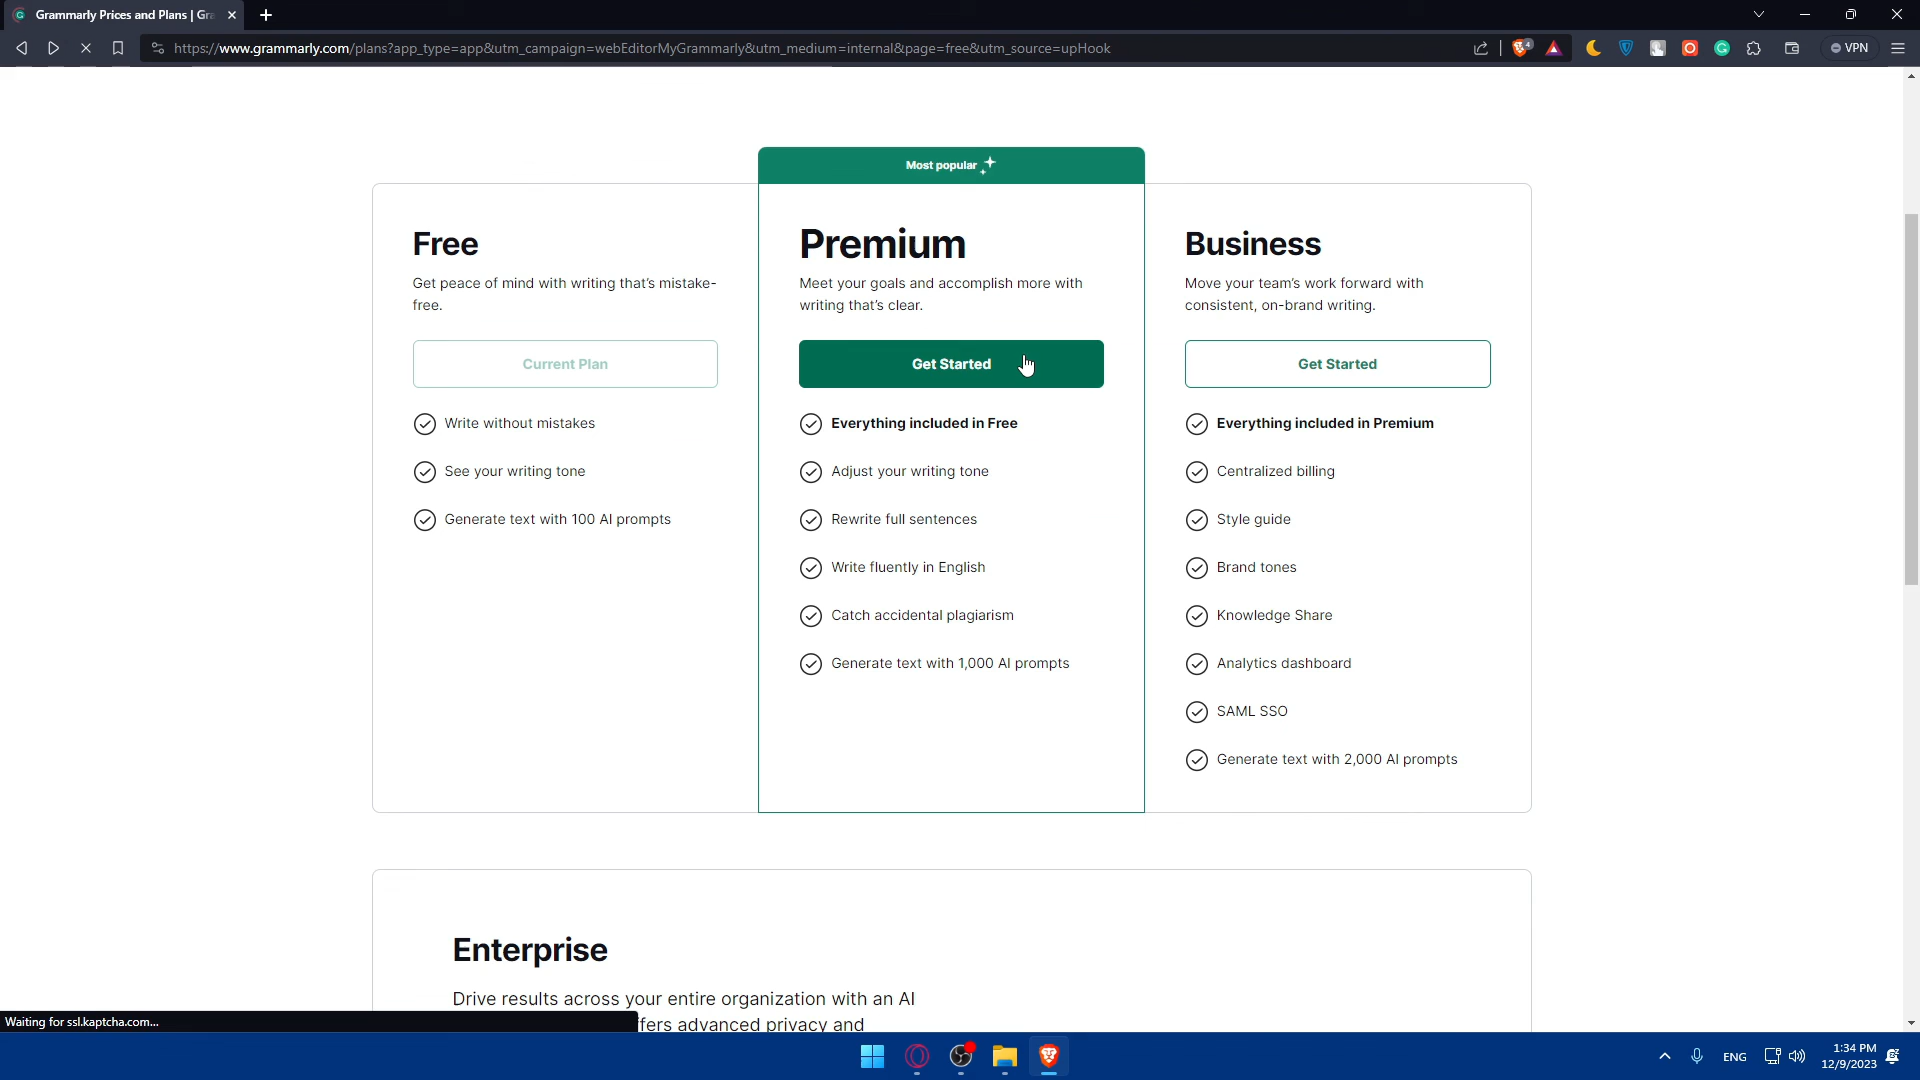 Grammarly Prices and Plans | Gra
https://www.grammarly.com/plans?app_type=app&utm_campaign=webEditorMyGrammarly&utm_medium=internal&page=free&utm_source=upHook
4
VPN
Most popular
Free
Get peace of mind with writing that's mistake-
free.
Current Plan
Write without mistakes
See your writing tone
Generate text with 100 AI prompts
Premium
Meet your goals and accomplish more with
writing that's clear.
Get Started
Everything included in Free
Adjust your writing tone
Rewrite full sentences
Write fluently in English
Catch accidental plagiarism
Generate text with 1,000 AI prompts
Business
Move your team's work forward with
consistent, on-brand writing.
Get Started
Everything included in Premium
Centralized billing
Style guide
Brand tones
Knowledge Share
Analytics dashboard
SAML SSO
Generate text with 2,000 AI prompts
Enterprise
Drive results across your entire organization with an AI
fers advanced privacy and
Waiting for ssl.kaptcha.com...
ENG
1:34 PM
12/9/2023